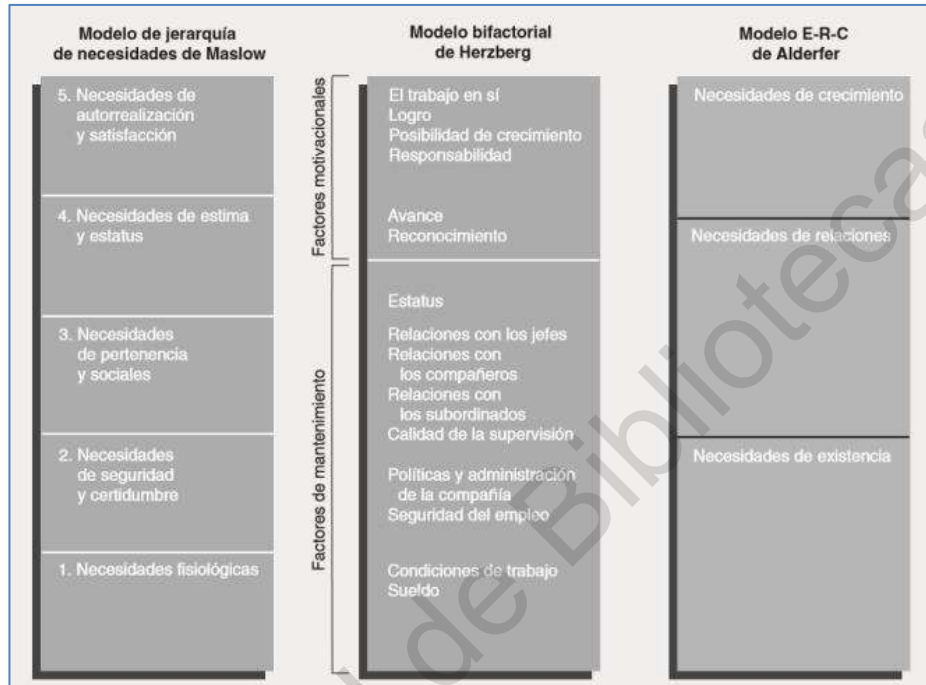 Modelo de jerarquía
de necesidades de Maslow
5. Necesidades de
autorrealización
y satisfacción
4. Necesidades de estima
y estatus
3. Necesidades
de pertenencia
y sociales
2. Necesidades
de seguridad
y certidumbre
1. Necesidades fisiológicas
Modelo bifactorial
de Herzberg
Factores motivacionales
El trabajo en sí
Logro
Posibilidad de crecimiento
Responsabilidad
Avance
Reconocimiento
Factores de mantenimiento
Estatus
Relaciones con los jefes
Relaciones con
los compañeros
Relaciones con
los subordinados
Calidad de la supervisión
Políticas y administración
de la compañía
Seguridad del empleo
Condiciones de trabajo
Sueldo
Modelo E-R-C
de Alderfer
Necesidades de crecimiento
Necesidades de relaciones
Necesidades de existencia
de Bibliotecas